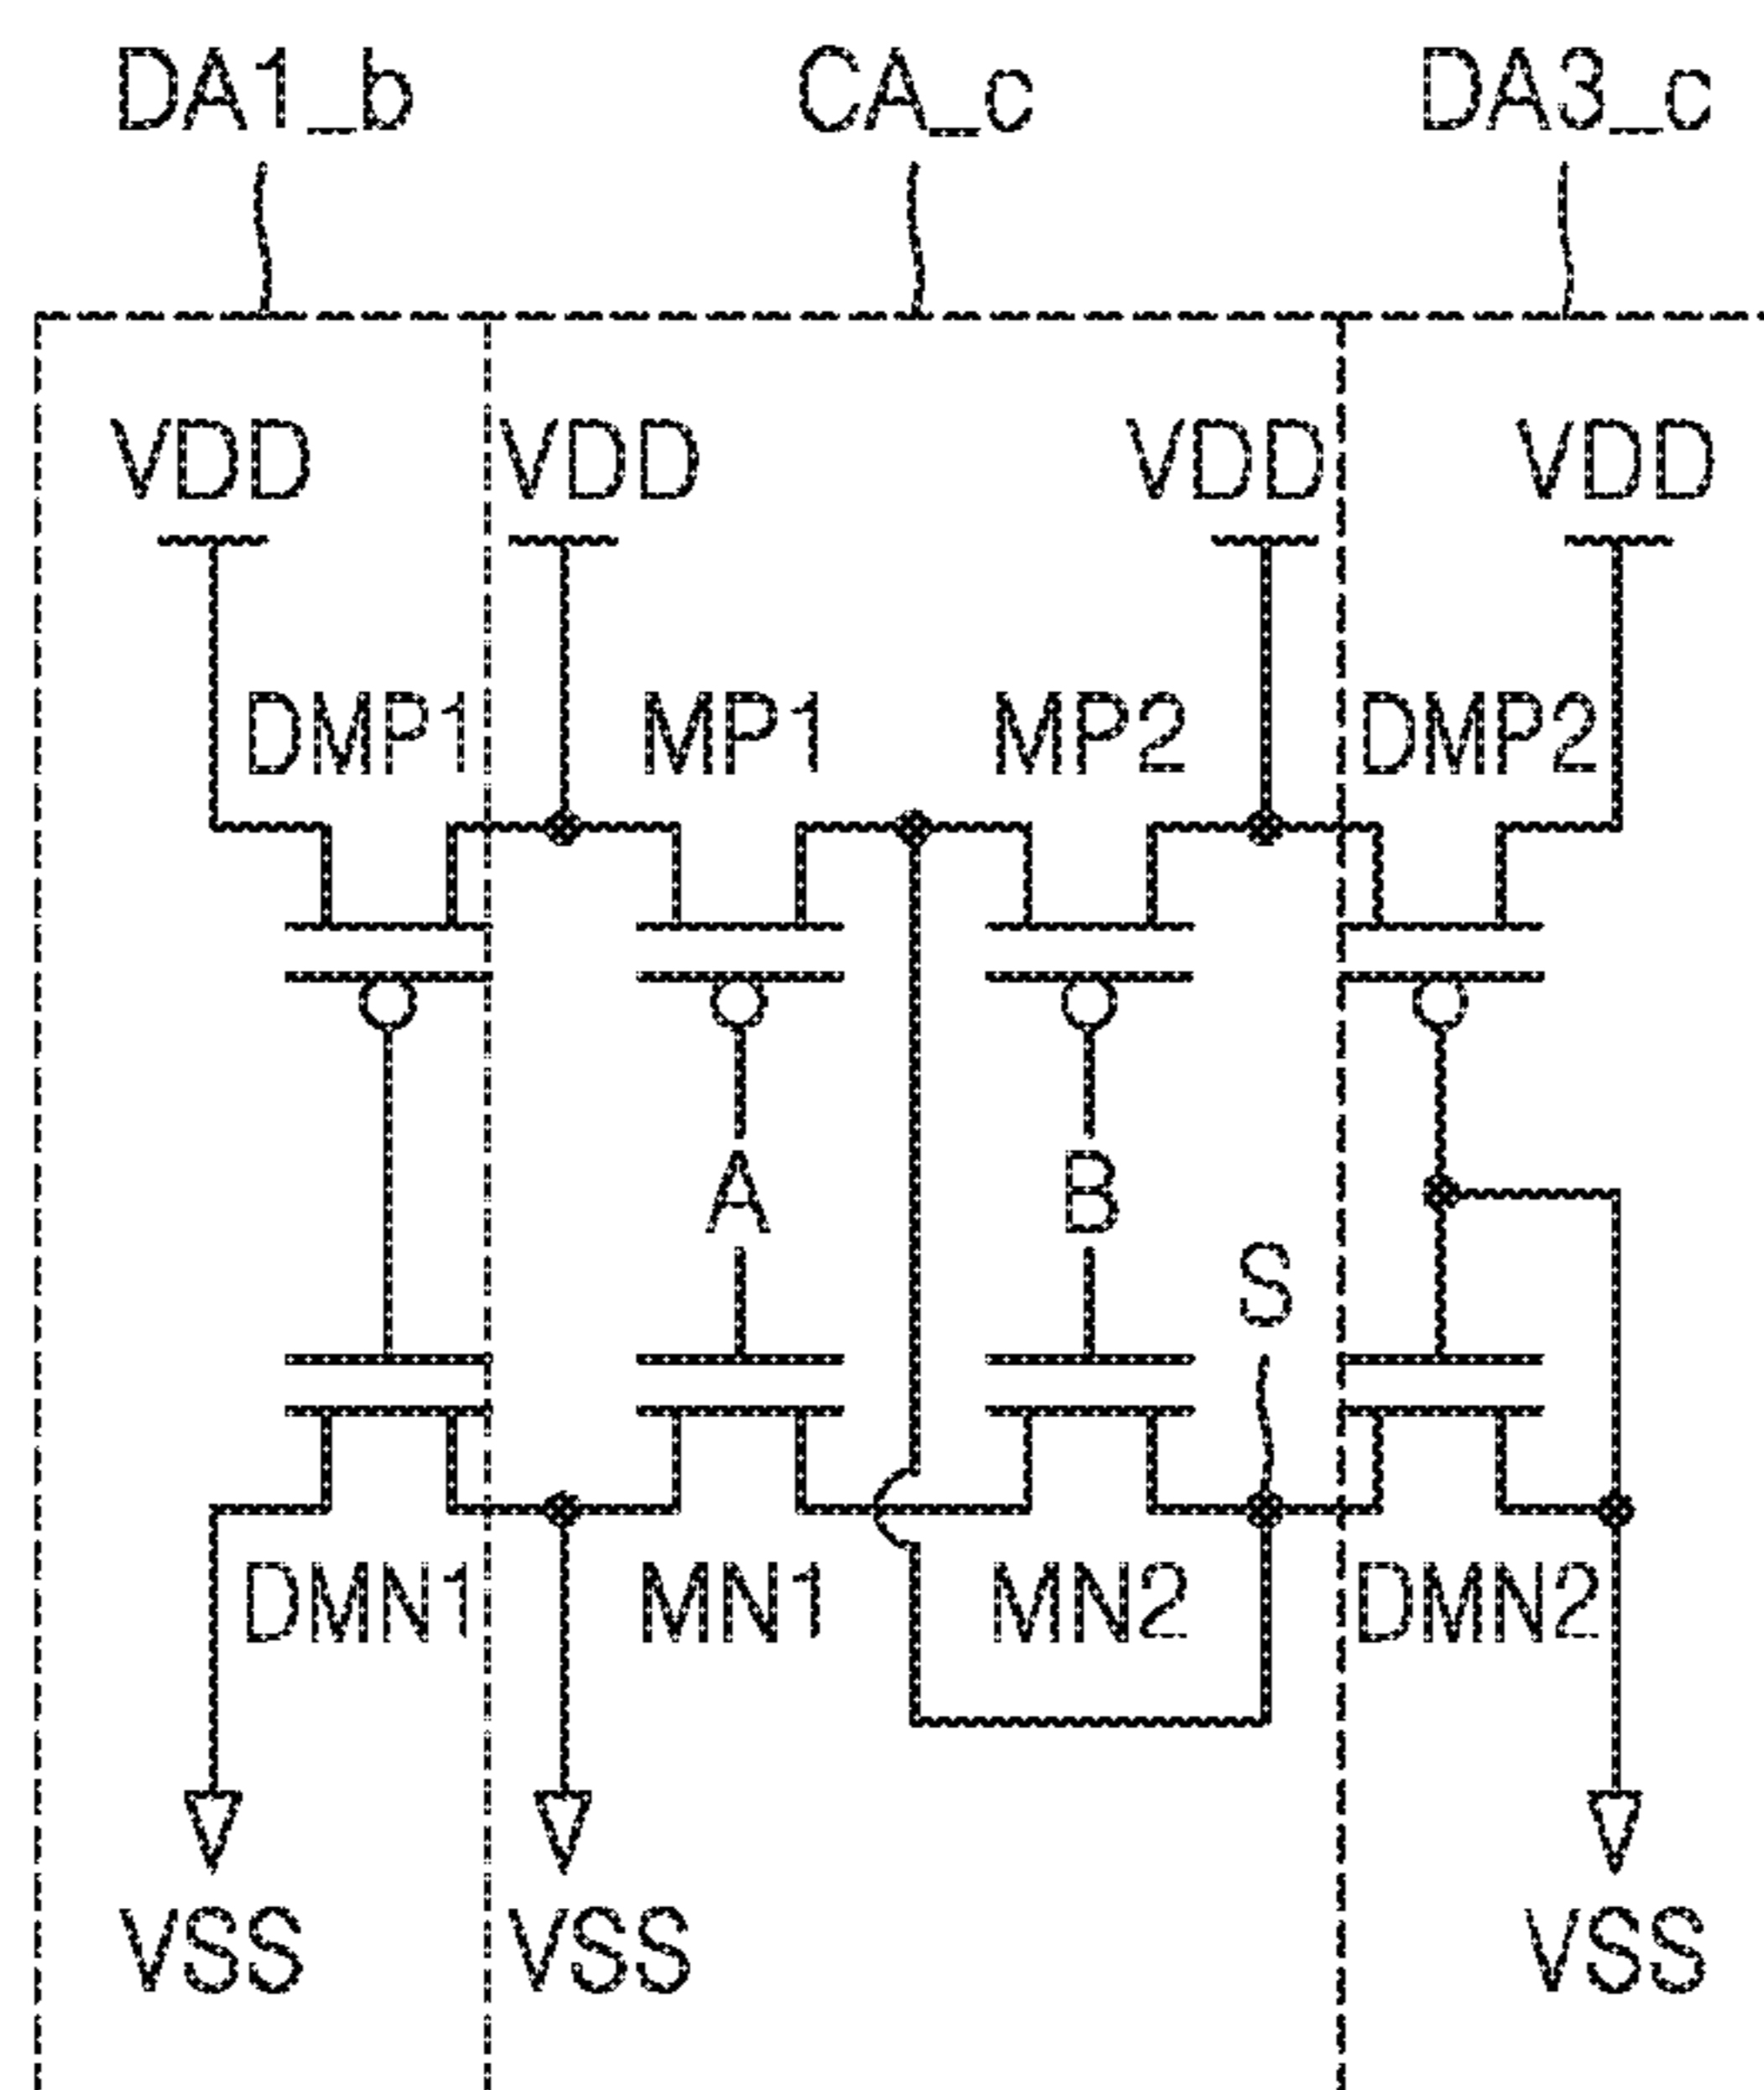 DA1_b CA_c DA3_c
VDD VDD VDD VDD
DMP1 MP1 MP2 DMP2
A B
S
DMN1 MN1 MN2 DMN2
VSS VSS VSS